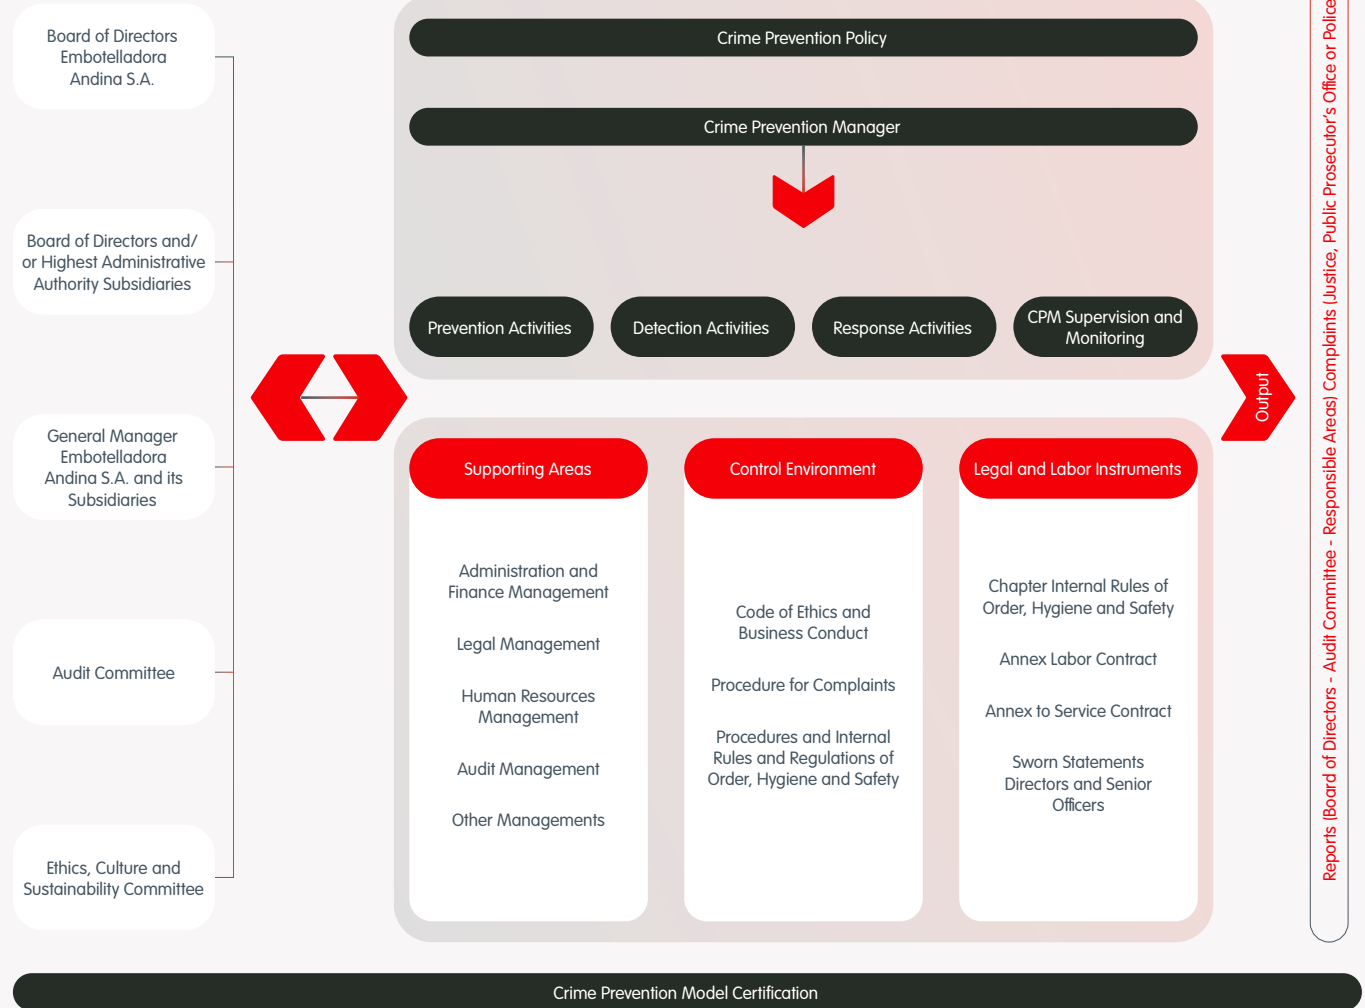 Board of Directors
Embotelladora
Andina S.A.
Board of Directors and/
or Highest Administrative
Authority Subsidiaries
General Manager
Embotelladora
Andina S.A. and its
Subsidiaries
Audit Committee
Ethics, Culture and
Sustainability Committee
Crime Prevention Policy
Crime Prevention Manager
Prevention Activities
Detection Activities
Response Activities
CPM Supervision and
Monitoring
Supporting Areas
Administration and
Finance Management
Legal Management
Human Resources
Management
Audit Management
Other Managements
Control Environment
Code of Ethics and
Business Conduct
Procedure for Complaints
Procedures and Internal
Rules and Regulations of
Order, Hygiene and Safety
Legal and Labor Instruments
Chapter Internal Rules of
Order, Hygiene and Safety
Annex Labor Contract
Annex to Service Contract
Sworn Statements
Directors and Senior
Officers
Output
Reports (Board of Directors - Audit Committee - Responsible Areas) Complaints (Justice, Public Prosecutor's Office or Police
Crime Prevention Model Certification